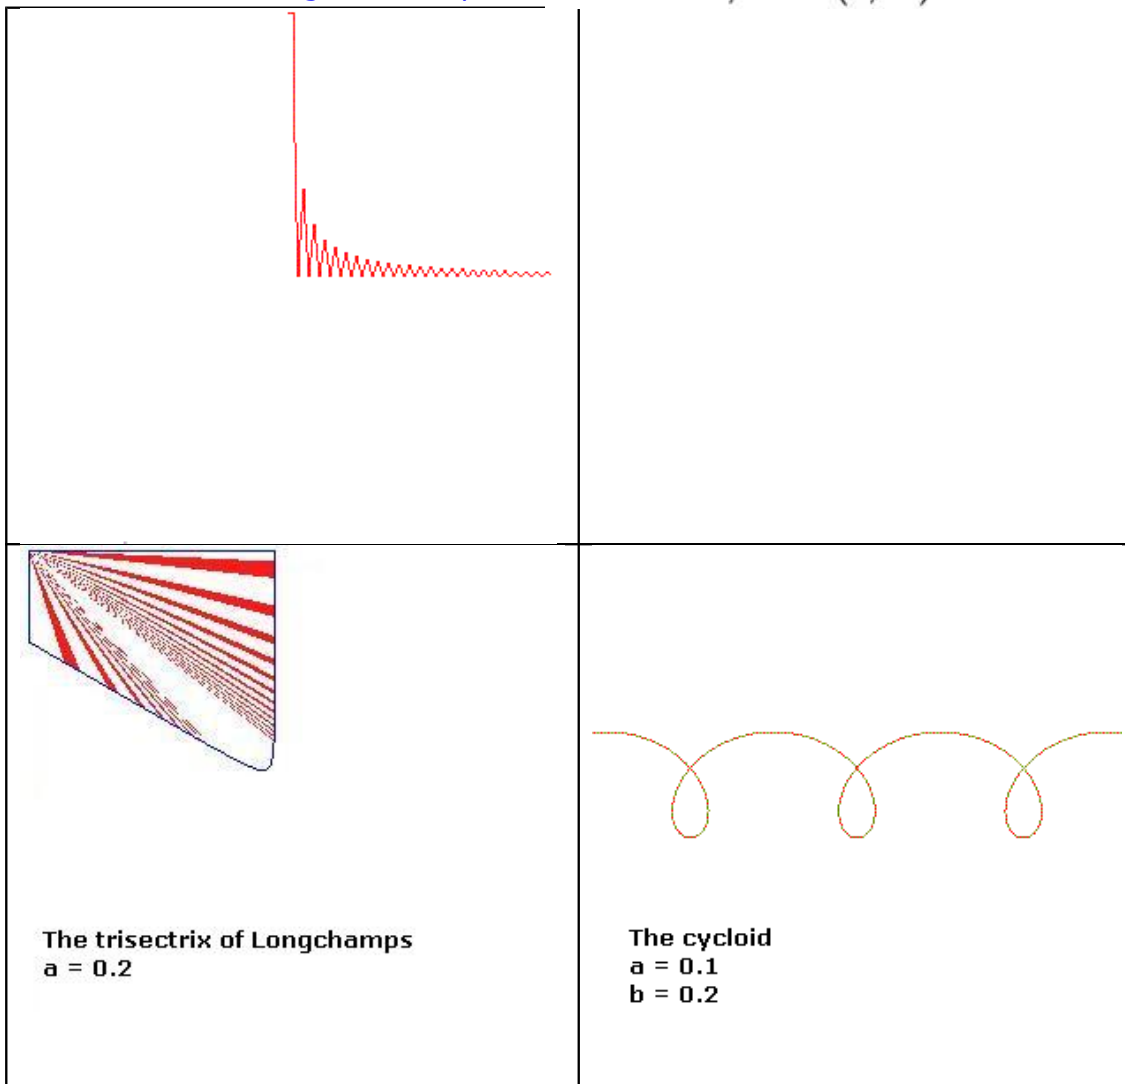 The trisectrix of Longchamps
a = 0.2
The cycloid
a = 0.1
b = 0.2